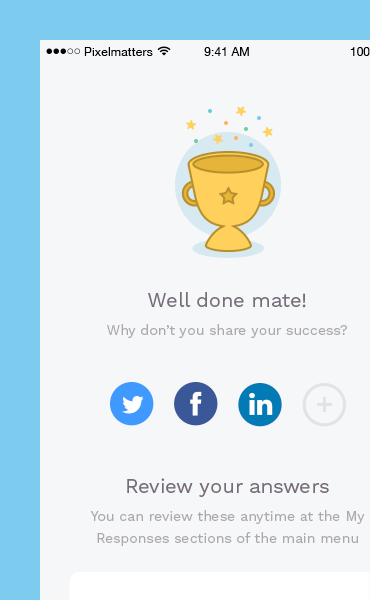 Pixelmatters 9:41 AM 100
Well done mate!
Why don't you share your success?
in
Review your answers
You can review these anytime at the My
Responses sections of the main menu